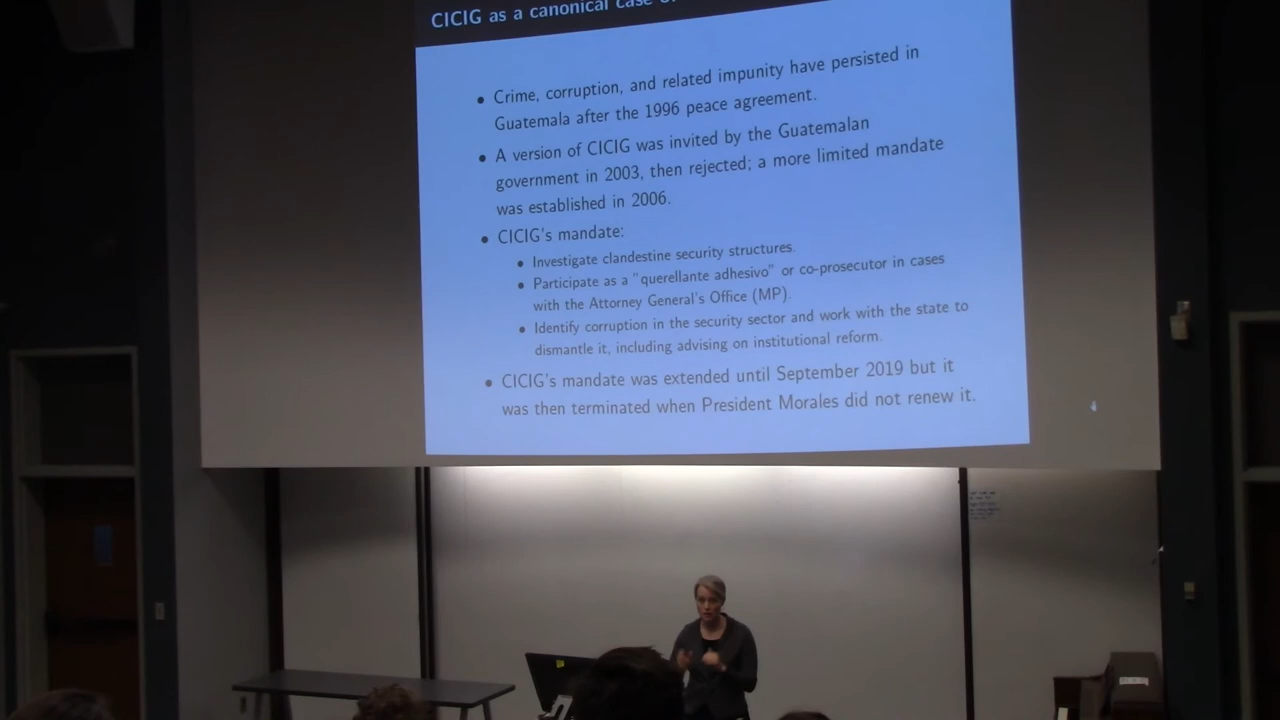 CICIG as a canonical case
• Crime, corruption, and related impunity have persisted in
Guatemala after the 1996 peace agreement.
• A version of CICIG was invited by the Guatemalan
government in 2003, then rejected; a more limited mandate
was established in 2006.
• CICIG's mandate:
• Investigate clandestine security structures.
• Participate as a "querellante adhesivo" or co-prosecutor in cases
with the Attorney General's Office (MP).
• Identify corruption in the security sector and work with the state to
dismantle it, including advising on institutional reform.
• CICIG's mandate was extended until September 2019 but it
was then terminated when President Morales did not renew it.